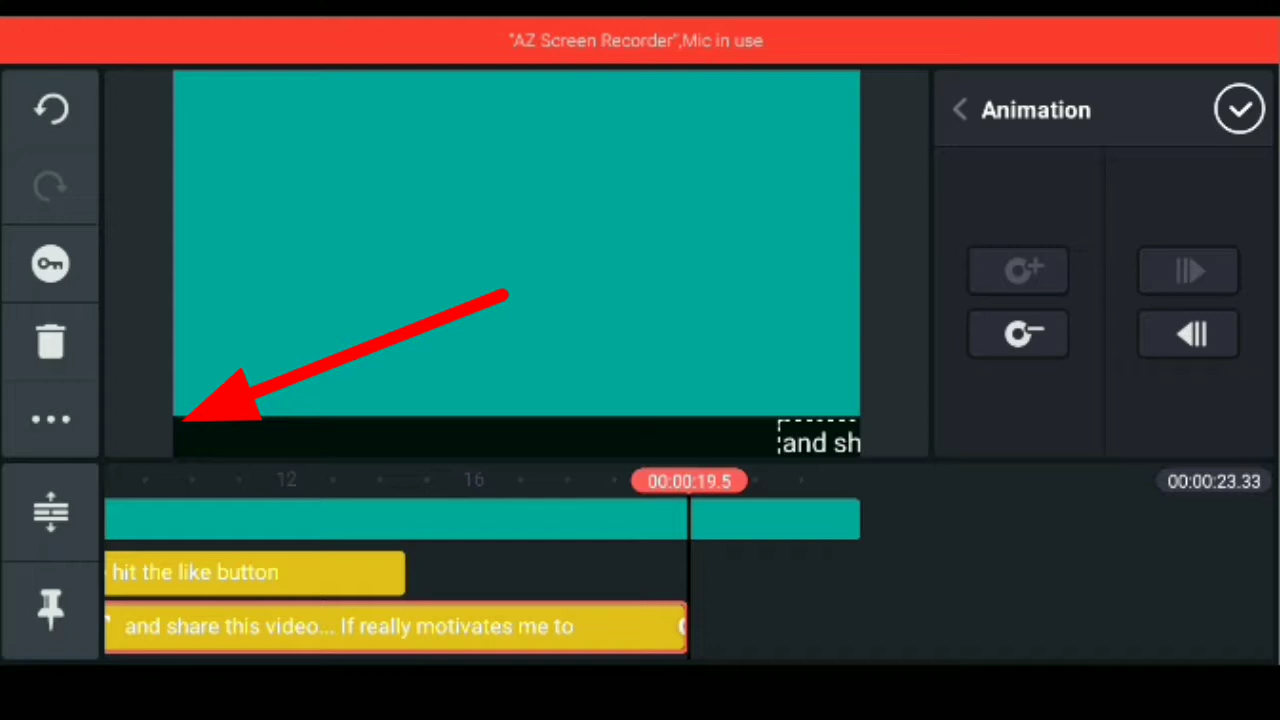 "AZ Screen Recorder",Mic in use
Animation
and sh
12
16
00:00:19.5
00:00:23.33
hit the like button
and share this video... If really motivates me to